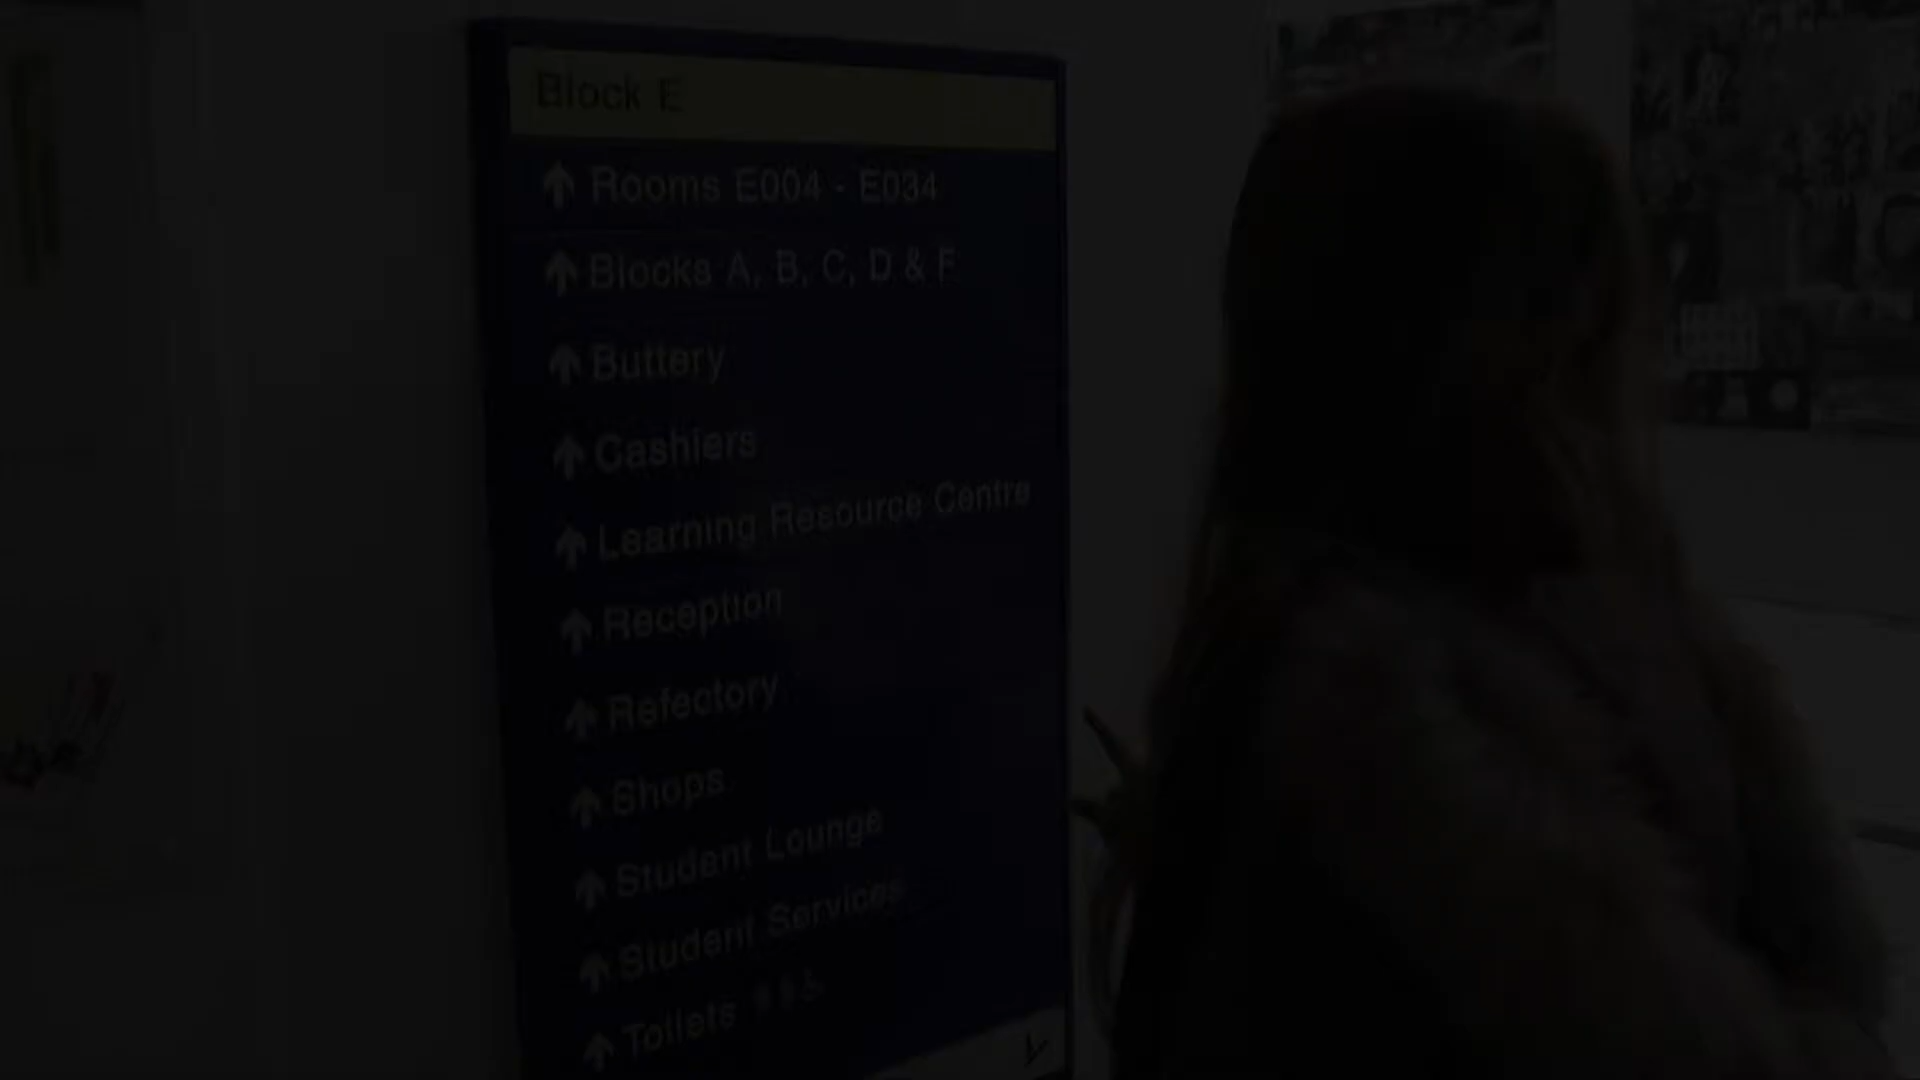 Block E
Rooms E004 - E034
Blocks A, B, C, D & F
Buttery
Cashiers
Learning Resource Centre
Reception
Refectory
Shops
Student Lounge
Student Services
Toilets